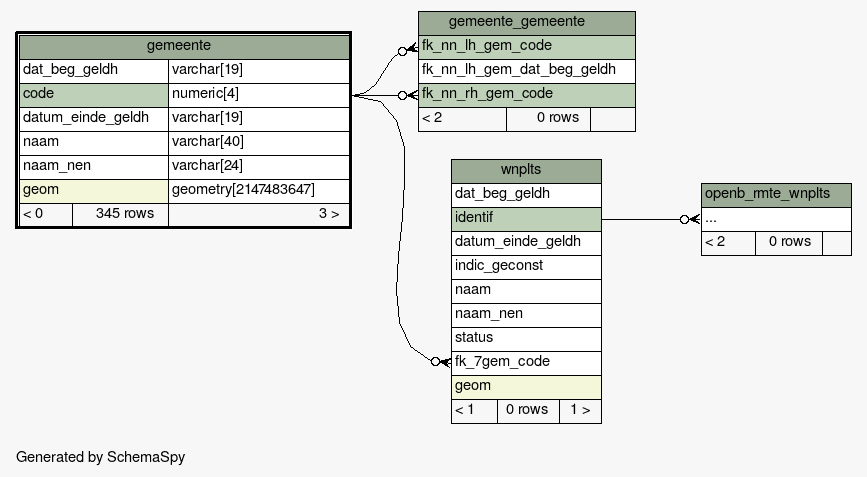 gemeente
dat_beg_geldh varchar[19]
code numeric[4]
datum_einde_geldh varchar[19]
naam varchar[40]
naam_nen varchar[24]
geom geometry[2147483647]
< 0 345 rows 3 >
gemeente_gemeente
fk_nn_lh_gem_code
fk_nn_lh_gem_dat_beg_geldh
fk_nn_rh_gem_code
< 2 0 rows
wnplts
dat_beg_geldh
identif
datum_einde_geldh
indic_geconst
naam
naam_nen
status
fk_7gem_code
geom
< 1 0 rows 1 >
openb_rmte_wnplts
...
< 2 0 rows
Generated by SchemaSpy